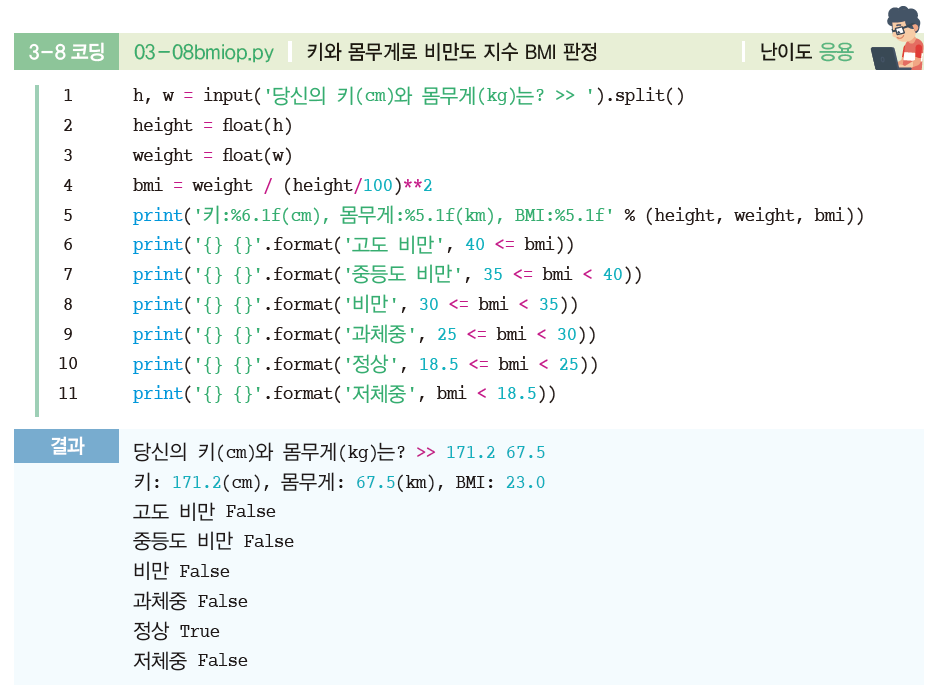 3-8 코딩 03-08bmiop.py 키와 몸무게로 비만도 지수 BMI 판정 난이도 응용
1 h, w = input('당신의 키(cm)와 몸무게(kg)는? >> ').split()
2 height = float(h)
3 weight = float(w)
4 bmi = weight / (height/100)**2
5 print('키:%6.1f(cm), 몸무게:%5.1f(km), BMI:%5.1f' % (height, weight, bmi))
6 print('{} {}'.format('고도 비만', 40 <= bmi))
7 print('{} {}'.format('중등도 비만', 35 <= bmi < 40))
8 print('{} {}'.format('비만', 30 <= bmi < 35))
9 print('{} {}'.format('과체중', 25 <= bmi < 30))
10 print('{} {}'.format('정상', 18.5 <= bmi < 25))
11 print('{} {}'.format('저체중', bmi < 18.5))
결과
당신의 키(cm)와 몸무게(kg)는? >> 171.2 67.5
키: 171.2(cm), 몸무게: 67.5(km), BMI: 23.0
고도 비만 False
중등도 비만 False
비만 False
과체중 False
정상 True
저체중 False